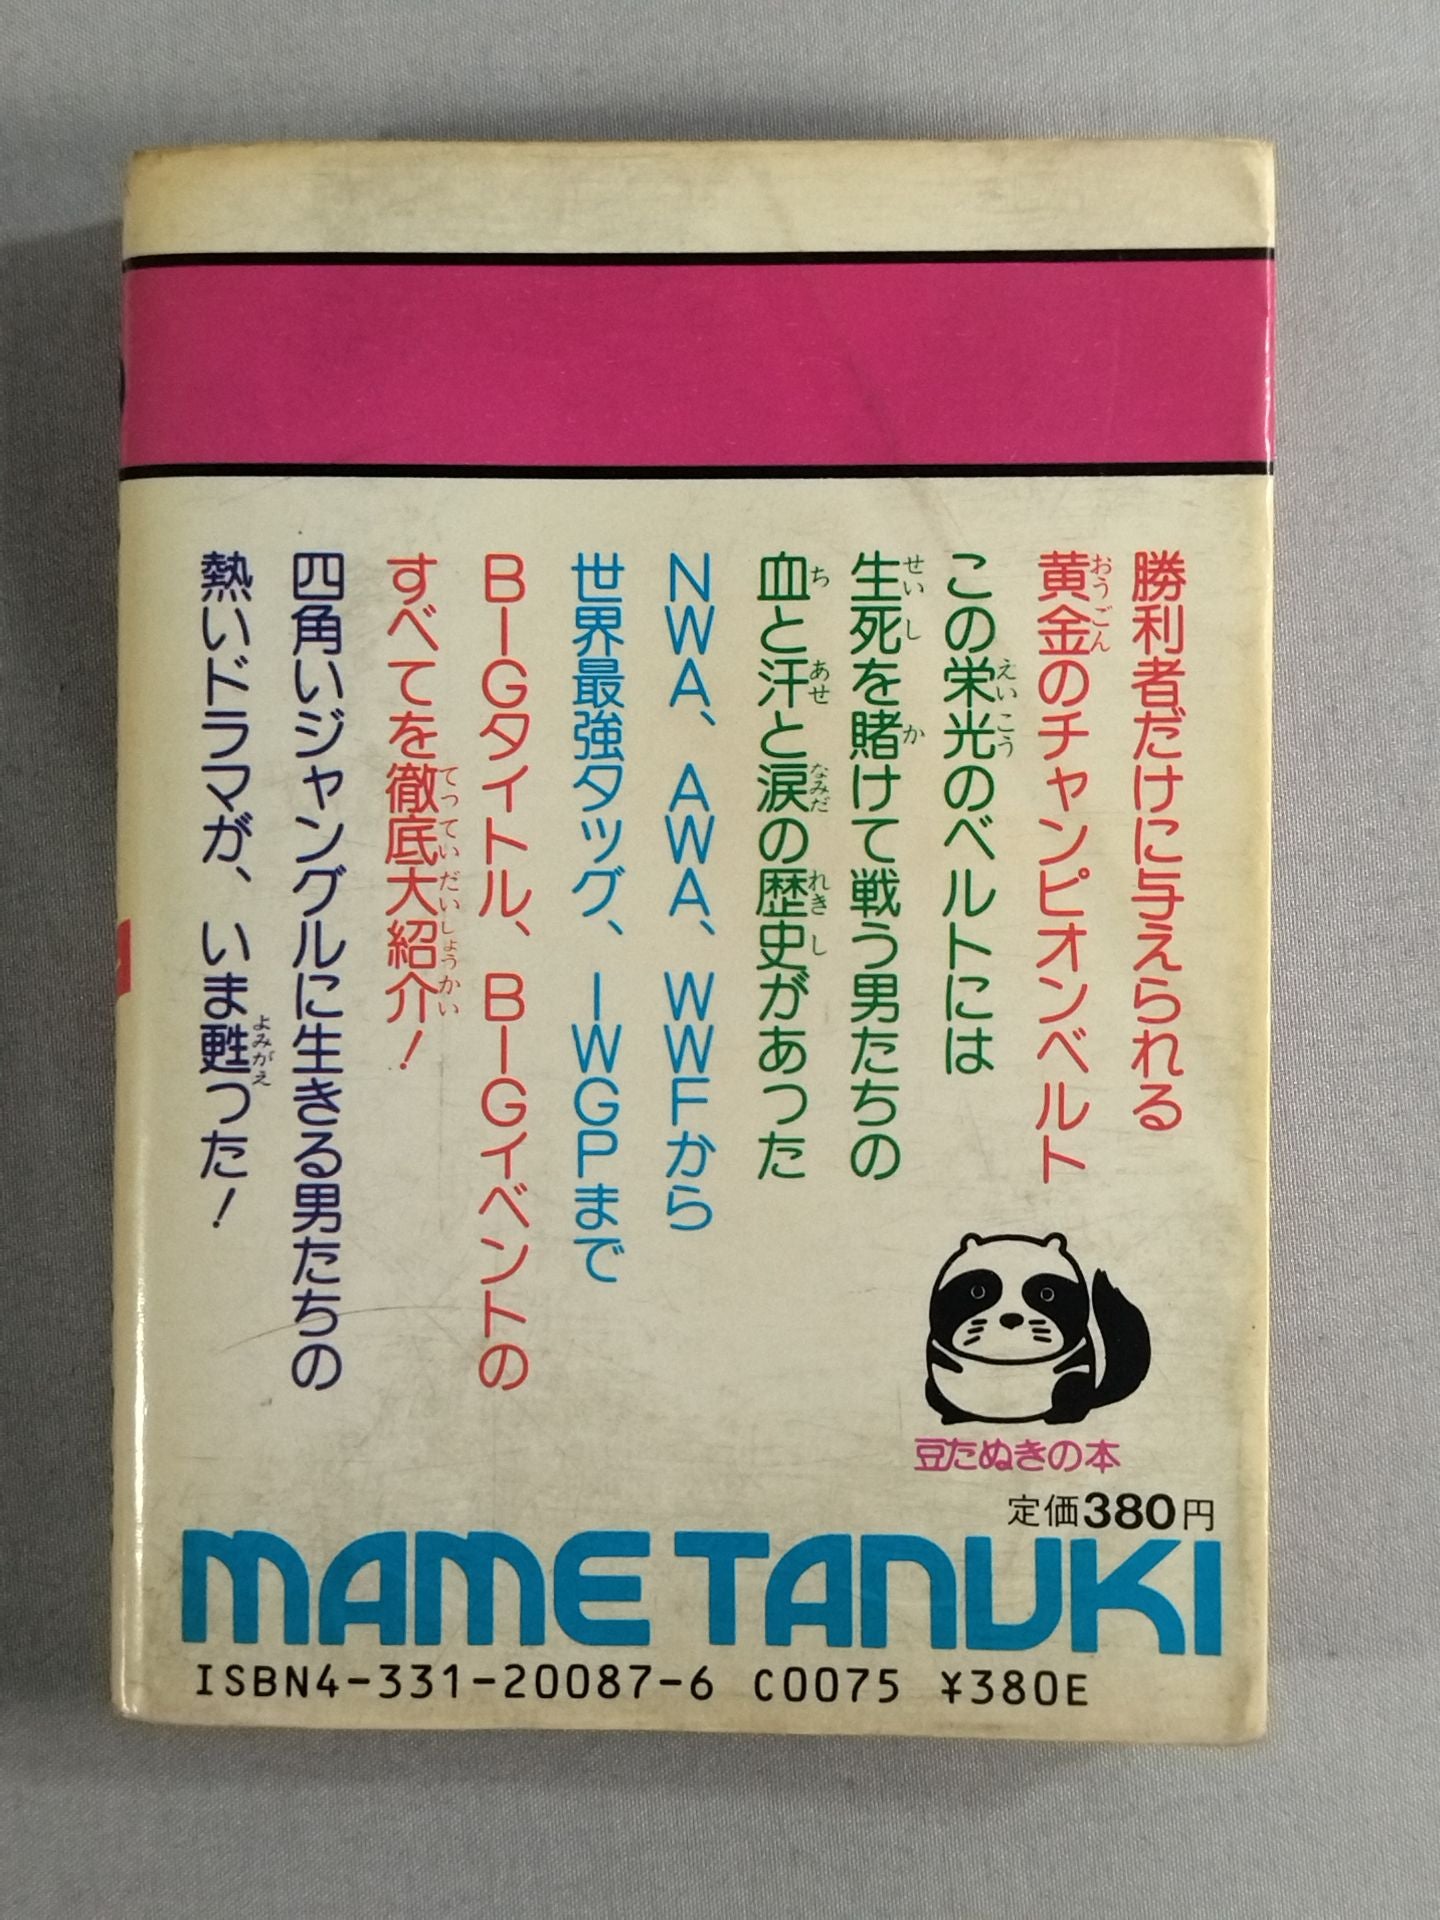 勝利者だけに与えられる
黄金のチャンピオンベルト
この栄光のベルトには
生死を賭けて戦う男たちの
血と汗と涙の歴史があった
NWA、AWA、WWFから
世界最強タッグ、IWGPまで
BIGタイトル、BIGイベントの
すべてを徹底大紹介!
四角いジャングルに生きる男たちの
熱いドラマが、いま甦った!
豆たぬきの本
定価380円
MAMETANUKI
ISBN4-331-20087-6 C0075 ¥380E